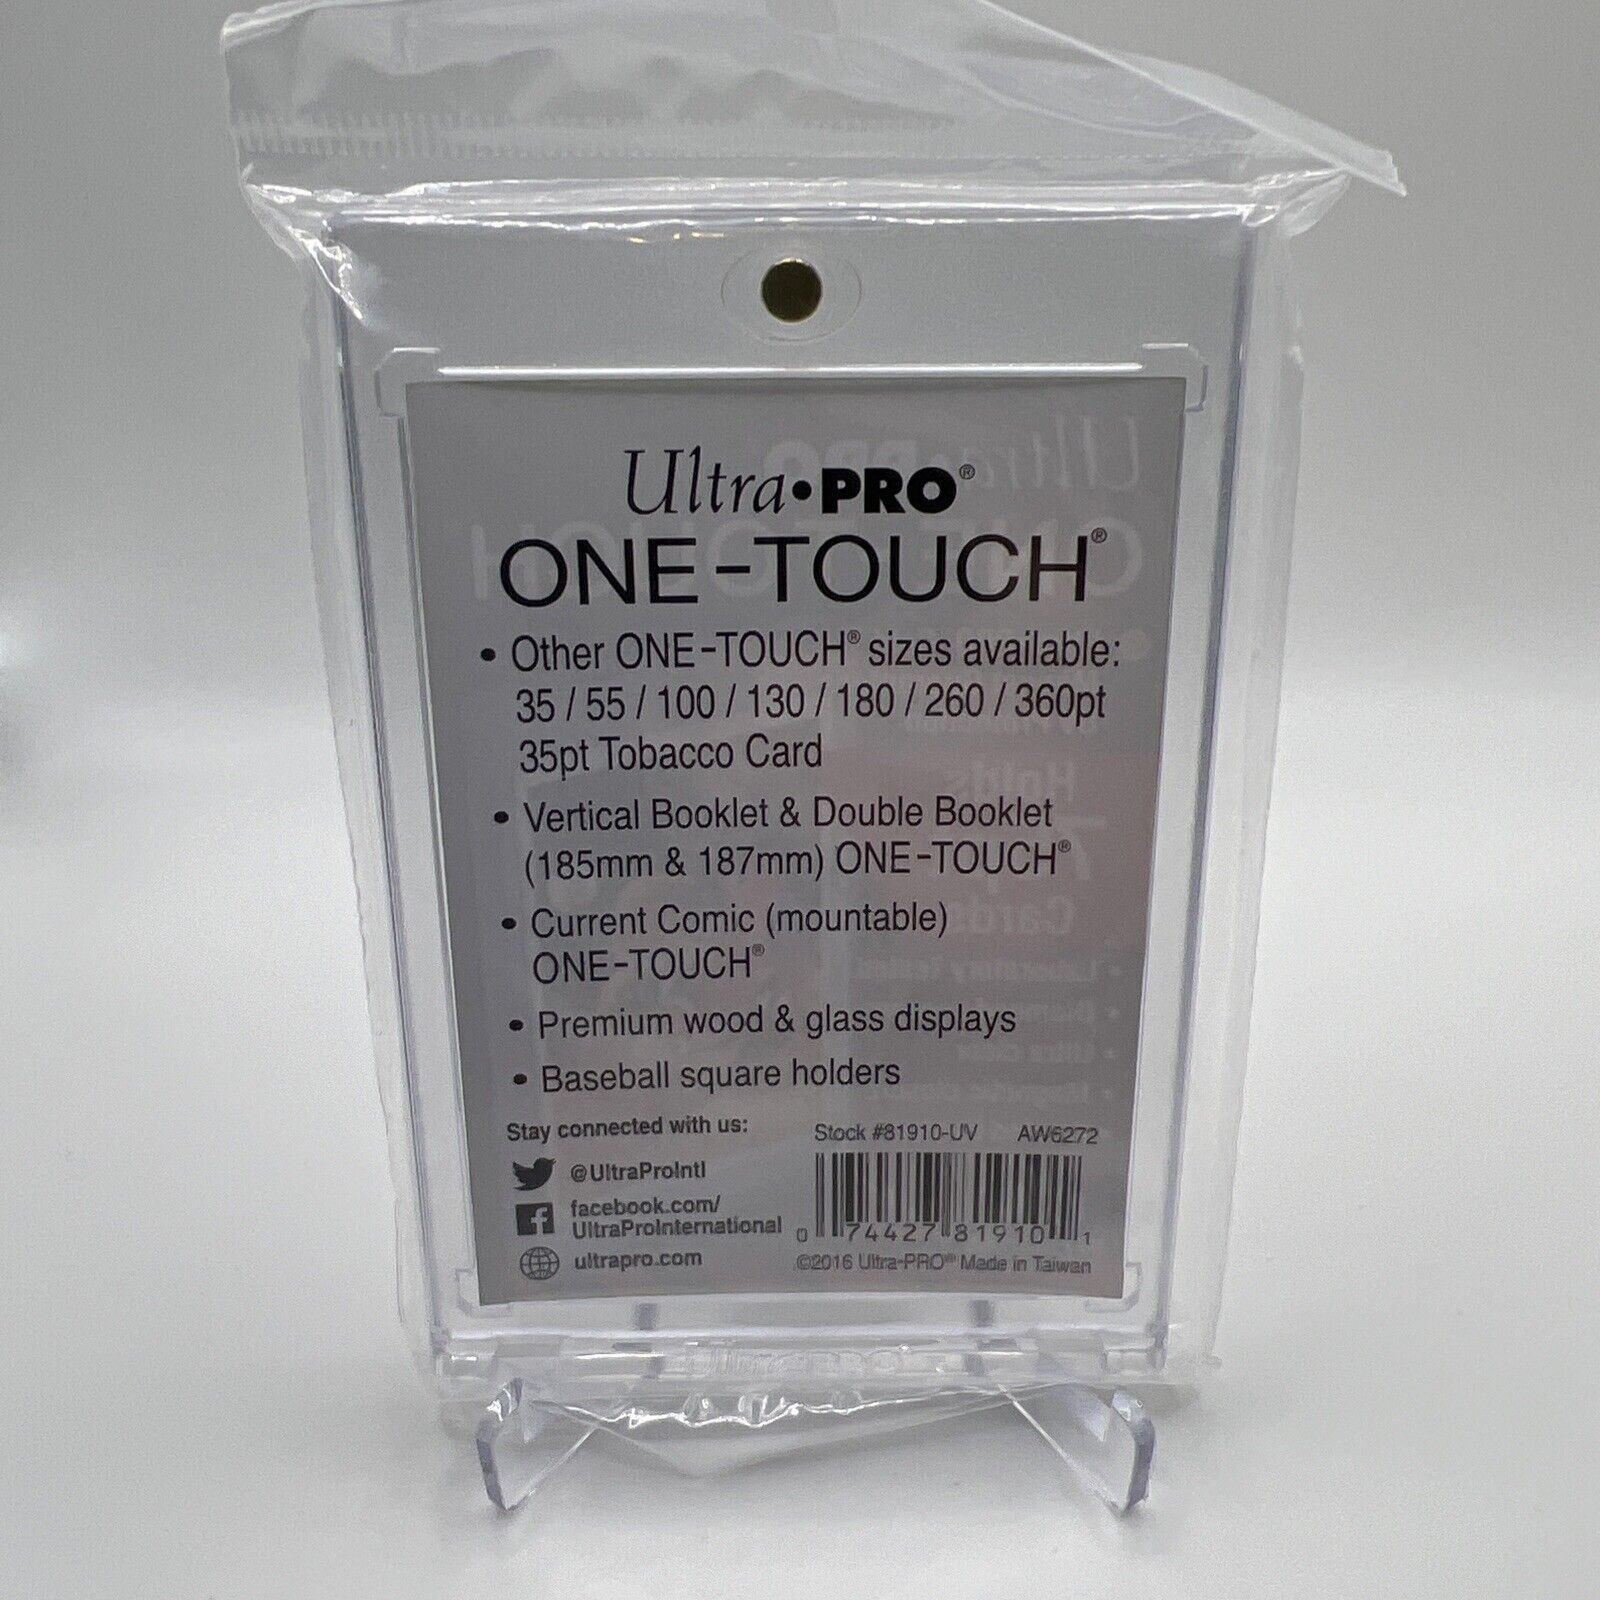 Ultra•PRO®
ONE-TOUCH®
• Other ONE-TOUCH® sizes available:
35 / 55 / 100 / 130 / 180 / 260 / 360pt
35pt Tobacco Card
• Vertical Booklet & Double Booklet
(185mm & 187mm) ONE-TOUCH®
• Current Comic (mountable)
ONE-TOUCH®
• Premium wood & glass displays
• Baseball square holders
Stay connected with us:
@UltraProIntl
facebook.com/
UltraProInternational
ultrapro.com
Stock #81910-UV AW6272
0 74427 81910 1
©2016 Ultra-PRO® Made in Taiwan
Ultra•PRO®